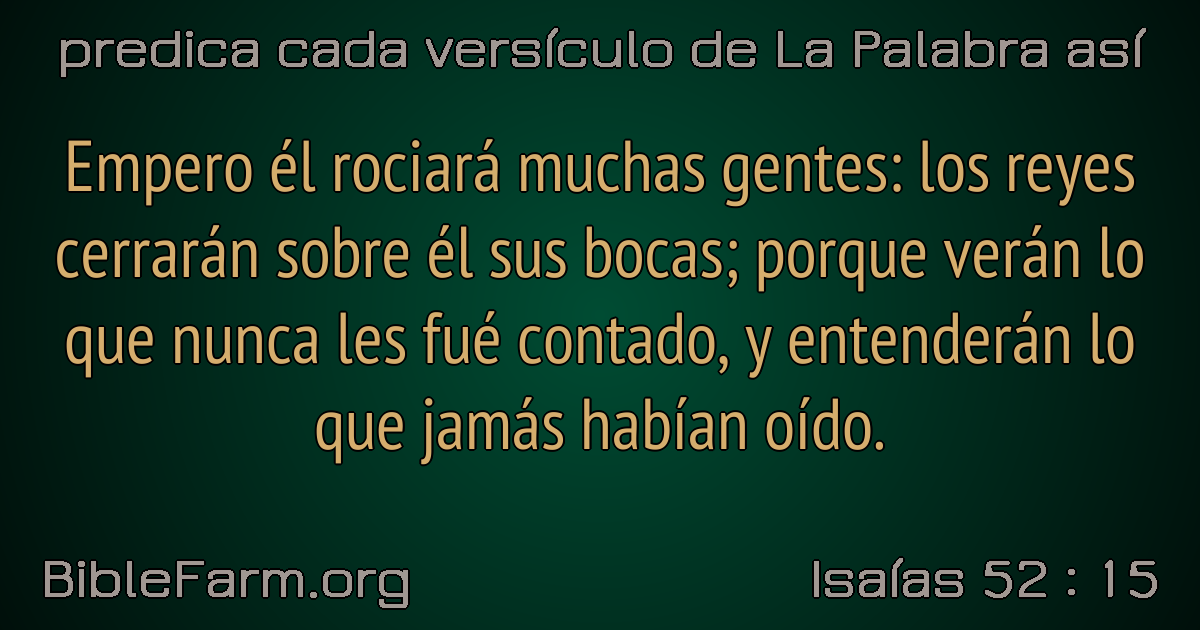 predica cada versículo de La Palabra así
Empero él rociará muchas gentes: los reyes
cerrarán sobre él sus bocas; porque verán lo
que nunca les fué contado, y entenderán lo
que jamás habían oído.
BibleFarm.org
Isaías 52 : 15